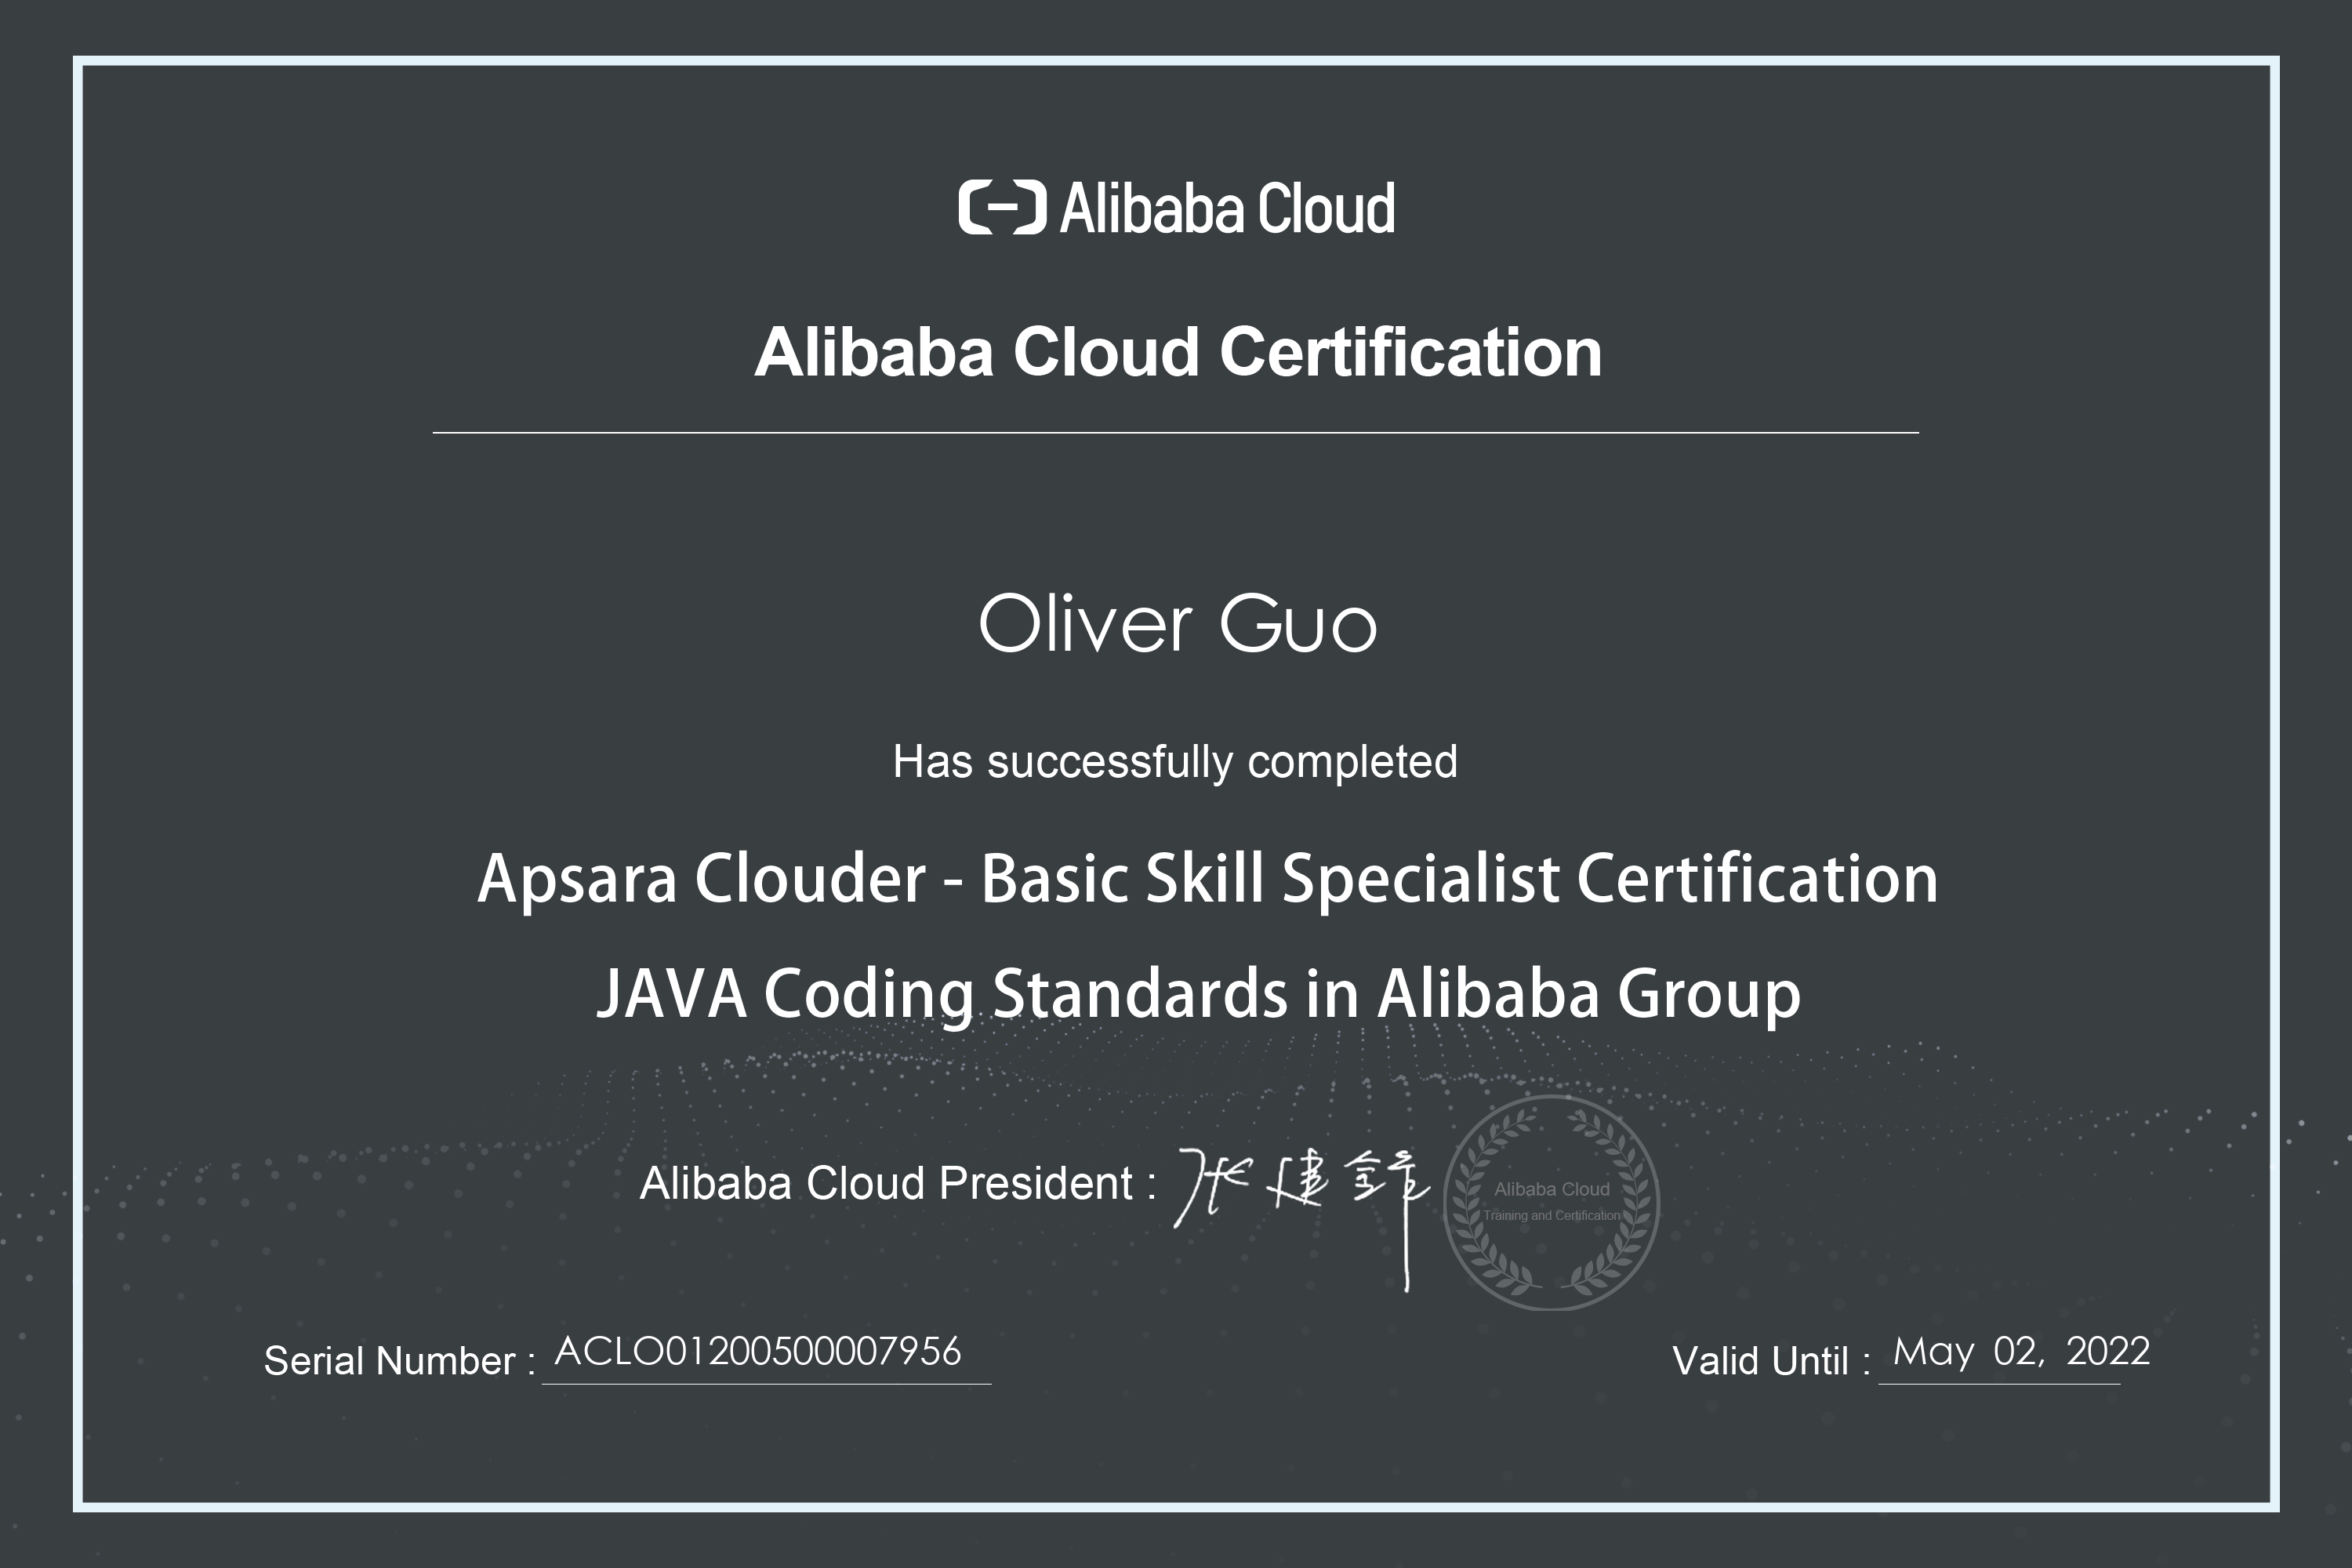 Alibaba Cloud
Alibaba Cloud Certification
Oliver Guo
Has successfully completed
Apsara Clouder - Basic Skill Specialist Certification
JAVA Coding Standards in Alibaba Group
Alibaba Cloud President : 张建锋
Alibaba Cloud
Training and Certification
Serial Number : ACLO01200500007956
Valid Until : May 02, 2022